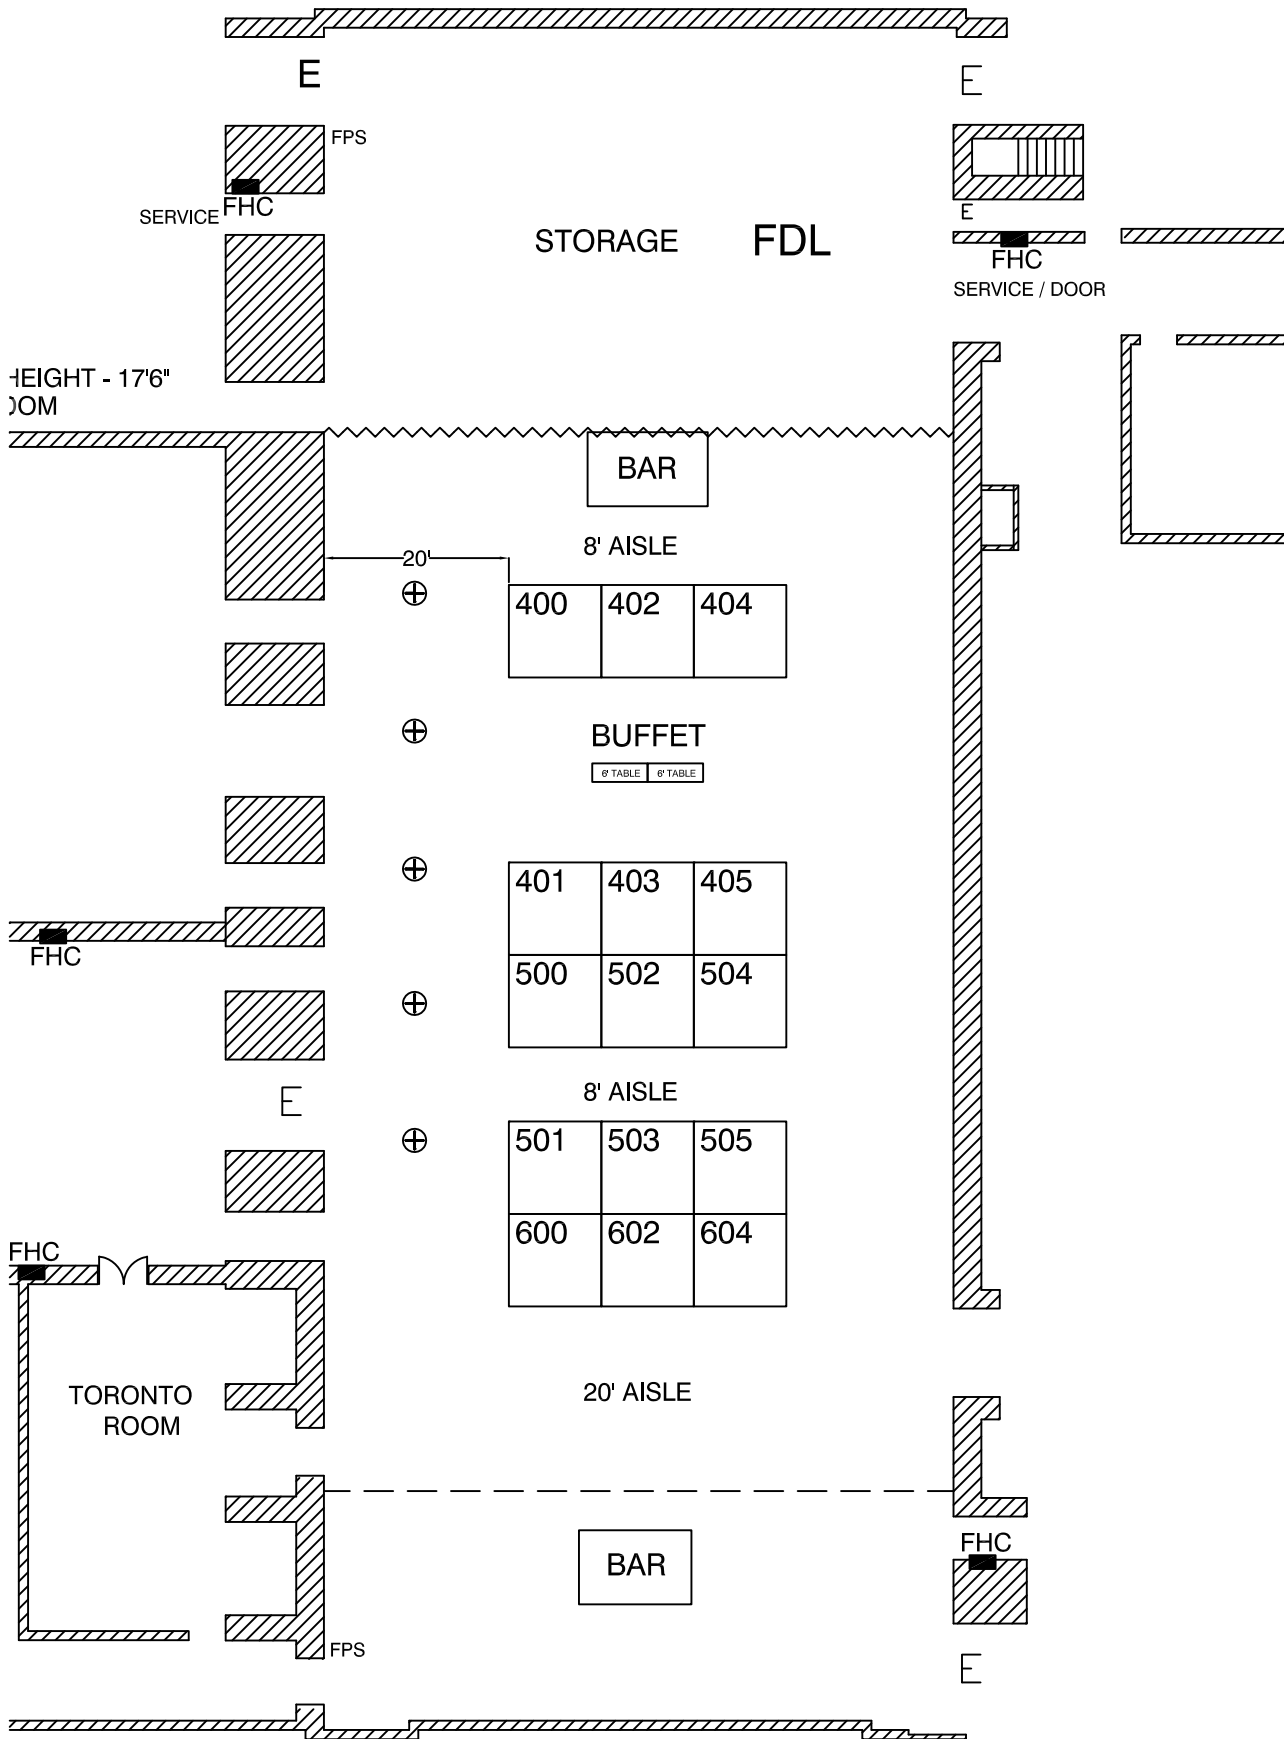 E
E
FPS
FHC
SERVICE
E
STORAGE
FDL
FHC
SERVICE / DOOR
HEIGHT - 17'6"
BAR
8' AISLE
20'
400 402 404
BUFFET
6' TABLE 6' TABLE
401 403 405
FHC
500 502 504
8' AISLE
E
501 503 505
600 602 604
FHC
TORONTO
ROOM
20' AISLE
FHC
BAR
FPS
E